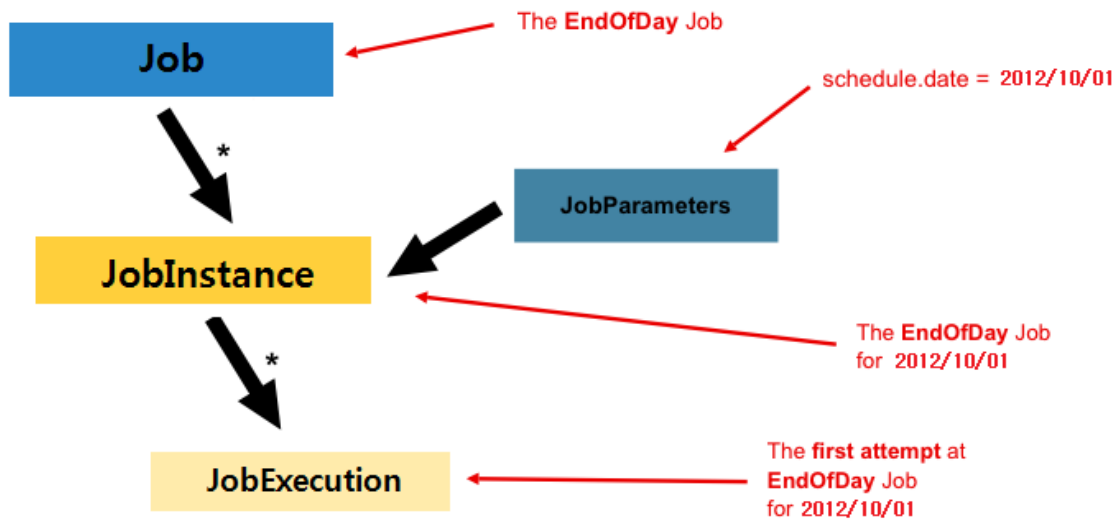 The EndOfDay Job
Job
schedule.date = 2012/10/01
*
JobParameters
JobInstance
The EndOfDay Job
for 2012/10/01
*
The first attempt at
EndOfDay Job
for 2012/10/01
JobExecution